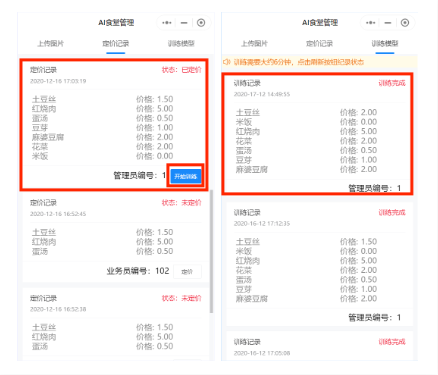 AI食堂管理
上传图片 定价记录 训练模型
定价记录 状态：已定价
2020-12-16 17:03:19
土豆丝 价格: 1.50
红烧肉 价格: 5.00
蛋汤 价格: 0.50
豆芽 价格: 1.00
麻婆豆腐 价格: 2.00
花菜 价格: 2.00
米饭 价格: 0.00
管理员编号：1 开始训练
定价记录 状态：未定价
2020-12-16 16:52:45
土豆丝 价格: 1.50
红烧肉 价格: 5.00
蛋汤 价格: 0.50
业务员编号：102 定价
定价记录 状态：未定价
2020-12-16 16:52:38
土豆丝 价格: 1.50
红烧肉 价格: 5.00
蛋汤 价格: 0.50
AI食堂管理
上传图片 定价记录 训练模型
训练需要大约6分钟，点击刷新按钮记录状态
训练记录 训练完成
2020-17-12 14:49:55
土豆丝 价格: 2.00
米饭 价格: 0.00
红烧肉 价格: 5.00
花菜 价格: 2.00
蛋汤 价格: 0.50
豆芽 价格: 1.00
麻婆豆腐 价格: 2.00
管理员编号：1
训练记录 训练完成
2020-16-12 17:12:35
土豆丝 价格: 1.50
米饭 价格: 0.00
红烧肉 价格: 5.00
花菜 价格: 2.00
蛋汤 价格: 0.50
豆芽 价格: 1.00
麻婆豆腐 价格: 2.00
管理员编号：1
训练记录 训练完成
2020-16-12 17:05:08